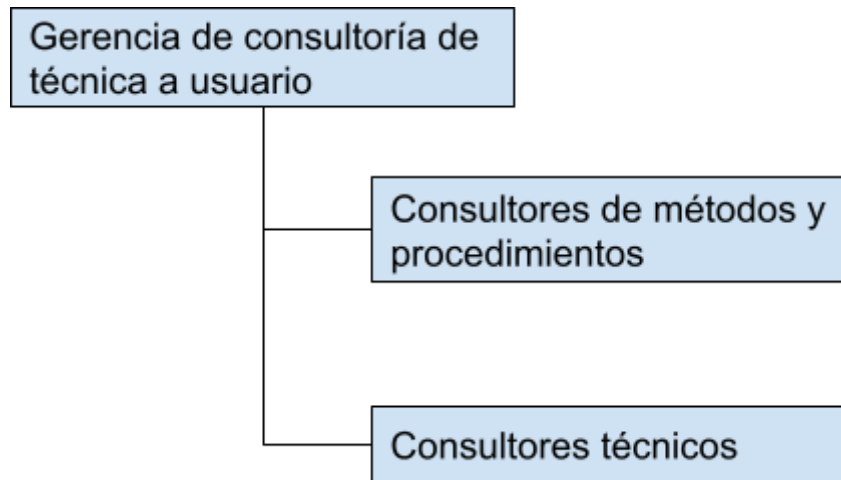 Gerencia de consultoría de
técnica a usuario
Consultores de métodos y
procedimientos
Consultores técnicos